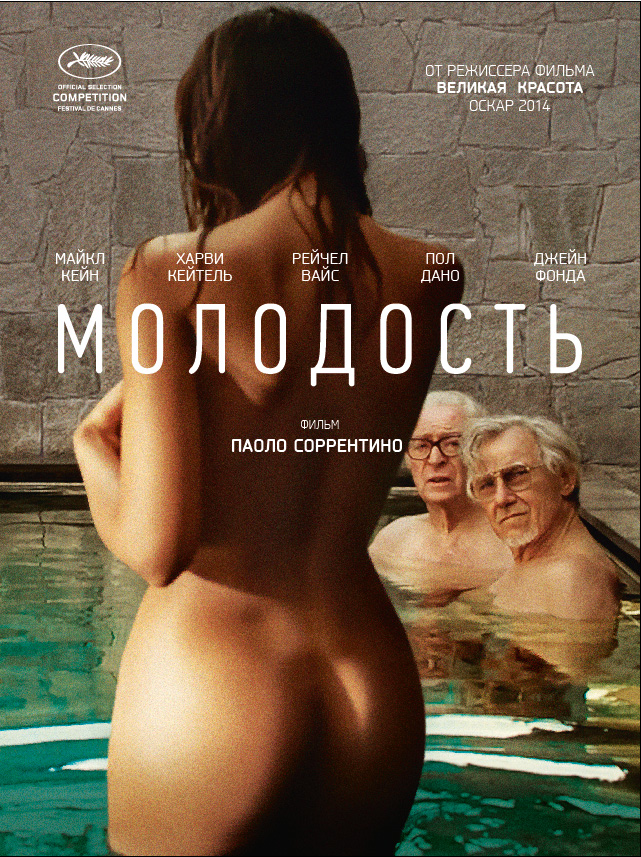 OFFICIAL SELECTION
COMPETITION
FESTIVAL DE CANNES
ОТ РЕЖИССЕРА ФИЛЬМА
ВЕЛИКАЯ КРАСОТА
ОСКАР 2014
МАЙКЛ
КЕЙН
ХАРВИ
КЕЙТЕЛЬ
РЕЙЧЕЛ
ВАЙС
ПОЛ
ДАНО
ДЖЕЙН
ФОНДА
МОЛОДОСТЬ
ФИЛЬМ
ПАОЛО СОРРЕНТИНО